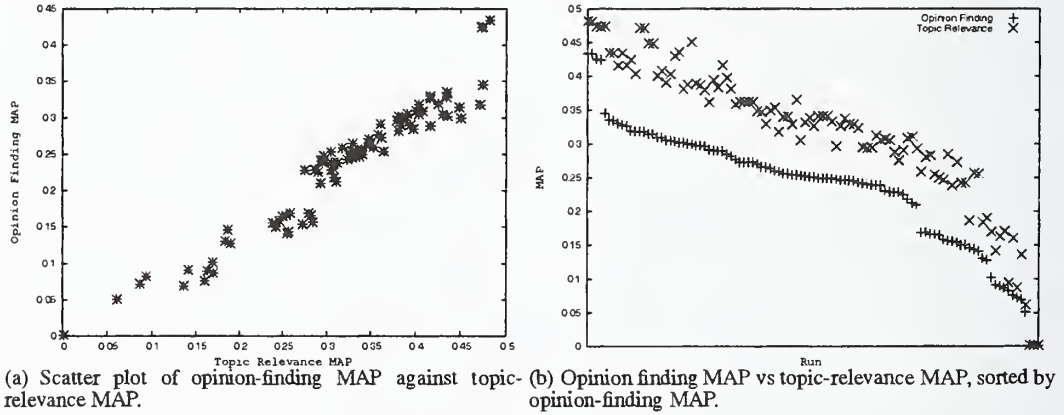 0.45
0.4
0.35
0.3
0.25
0.2
0.15
0.1
0.05
0
Opinion Finding MAP
0 0.05 0.1 0.15 0.2 0.25 0.3 0.35 0.4 0.45 0.5
Topic Relevance MAP
(a) Scatter plot of opinion-finding MAP against topic-
relevance MAP.
0.5
0.45
0.4
0.35
0.3
0.25
0.2
0.15
0.1
0.05
0
MAP
Opinion Finding +
Topic Relevance ×
Run
(b) Opinion finding MAP vs topic-relevance MAP, sorted by
opinion-finding MAP.